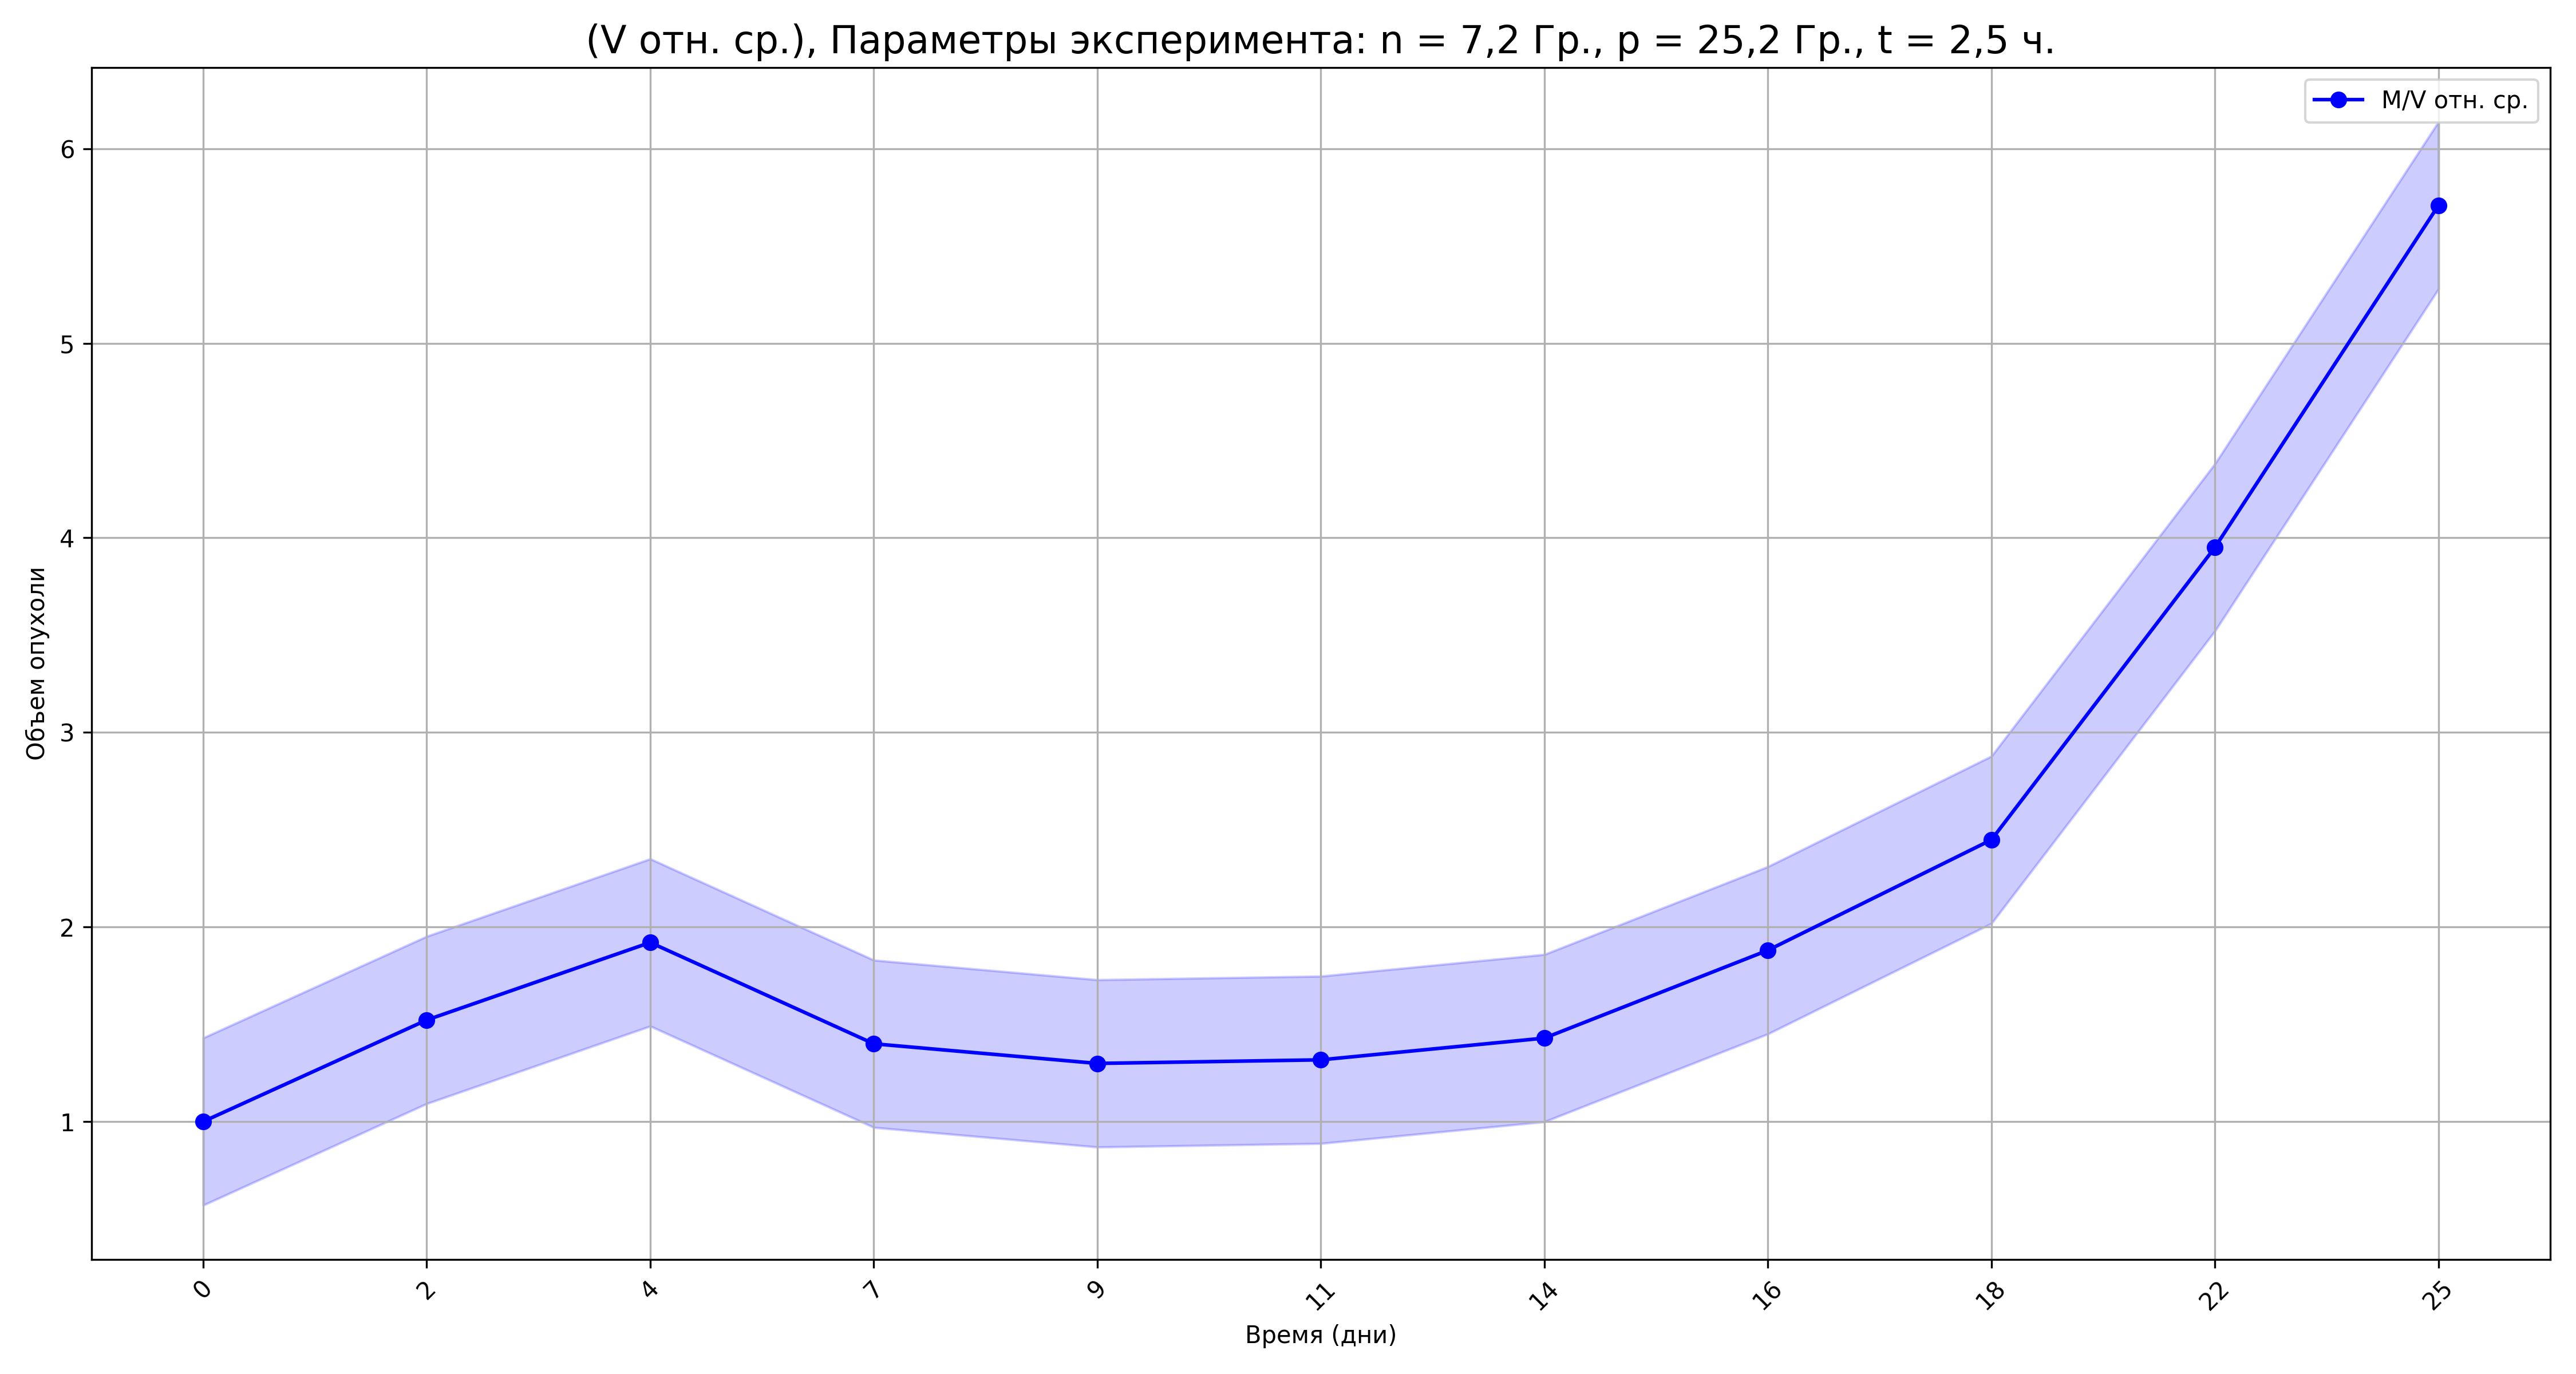 (V отн. ср.), Параметры эксперимента: n = 7,2 Гр., p = 25,2 Гр., t = 2,5 ч.
M/V отн. ср.
Объем опухоли
6
5
4
3
2
1
0 2 4 7 9 11 14 16 18 22 25
Время (дни)